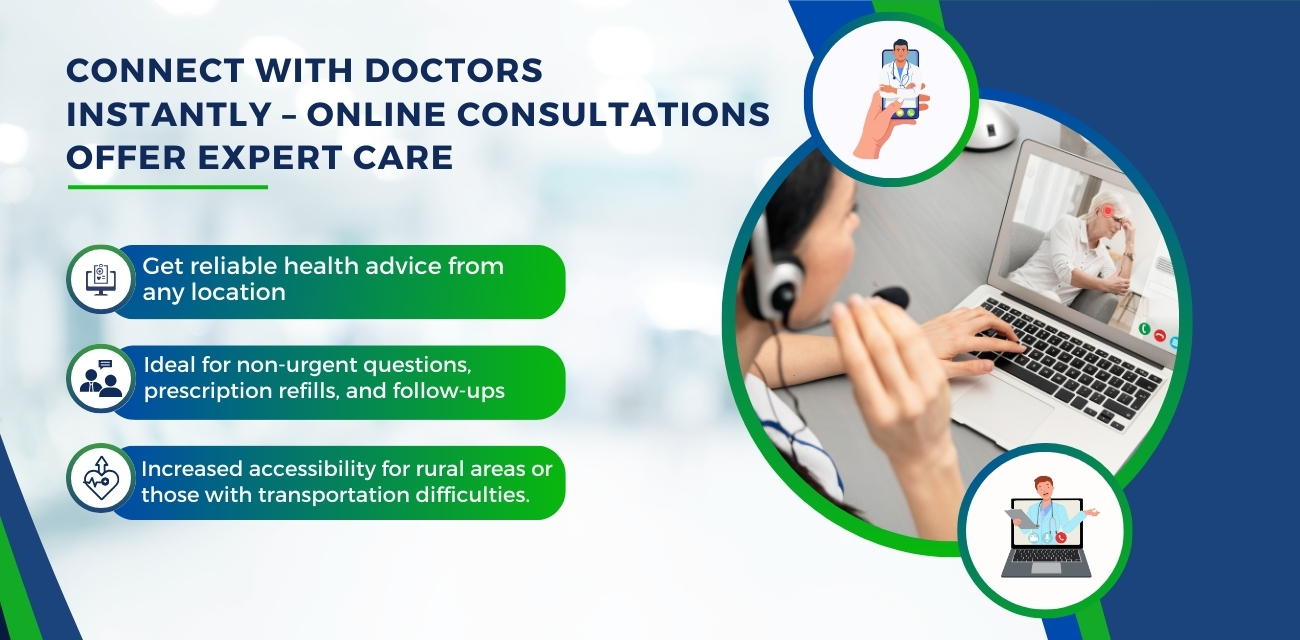 CONNECT WITH DOCTORS
INSTANTLY – ONLINE CONSULTATIONS
OFFER EXPERT CARE
Get reliable health advice from
any location
Ideal for non-urgent questions,
prescription refills, and follow-ups
Increased accessibility for rural areas or
those with transportation difficulties.